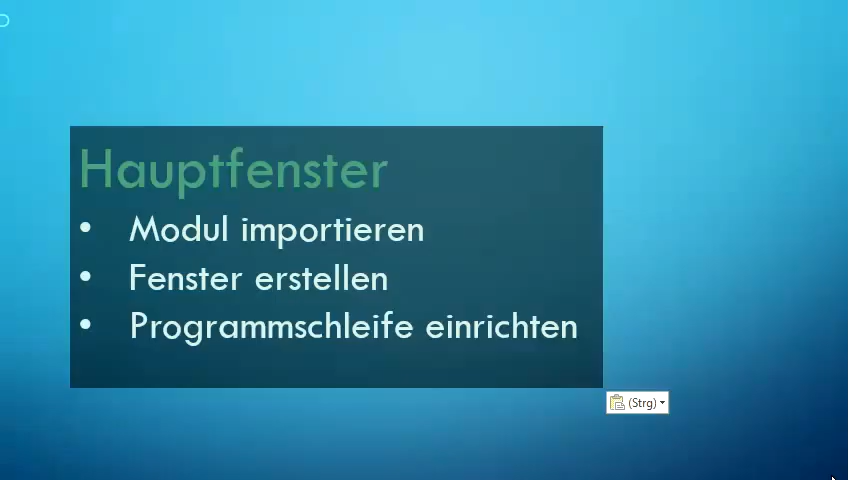 Hauptfenster
• Modul importieren
• Fenster erstellen
• Programmschleife einrichten
(Strg)